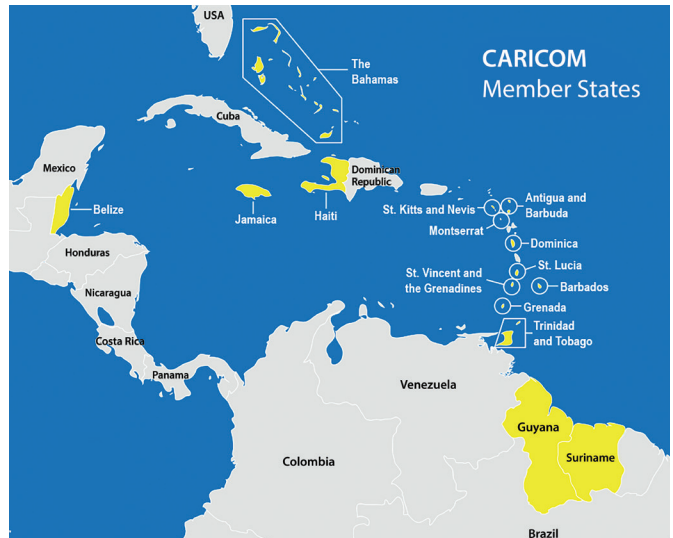 USA
CARICOM
Member States
The
Bahamas
Cuba
Mexico
Dominican
Republic
Belize
Jamaica
Haiti
St. Kitts and Nevis
Antigua and
Barbuda
Montserrat
Dominica
Honduras
St. Lucia
St. Vincent and
the Grenadines
Barbados
Nicaragua
Grenada
Trinidad
and Tobago
Costa Rica
Panama
Venezuela
Guyana
Suriname
Colombia
Brazil